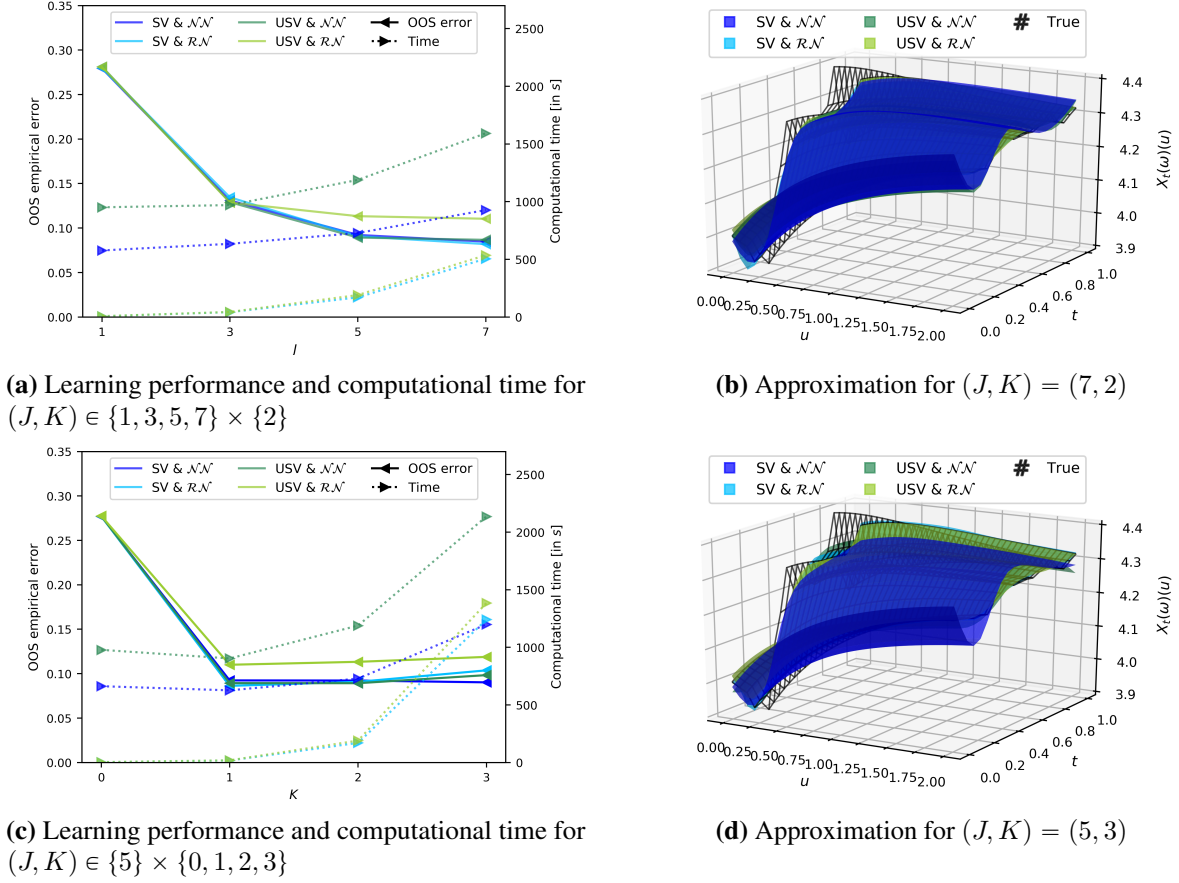 SV & 𝒩𝒩 USV & 𝒩𝒩 OOS error
SV & ℛ𝒩 USV & ℛ𝒩 Time
0.35
0.30
0.25
0.20
0.15
0.10
0.05
0.00
OOS empirical error
1 3 5 7
I
2500
2000
1500
1000
500
0
Computational time [in s]
SV & 𝒩𝒩 USV & 𝒩𝒩 # True
SV & ℛ𝒩 USV & ℛ𝒩
4.4
4.3
4.2
4.1
4.0
3.9
X_t(ω)(u)
0.00 0.25 0.50 0.75 1.00 1.25 1.50 1.75 2.00
u
0.0 0.2 0.4 0.6 0.8 1.0
t
(a) Learning performance and computational time for
(J, K) ∈ {1, 3, 5, 7} × {2}
(b) Approximation for (J, K) = (7, 2)
SV & 𝒩𝒩 USV & 𝒩𝒩 OOS error
SV & ℛ𝒩 USV & ℛ𝒩 Time
0.35
0.30
0.25
0.20
0.15
0.10
0.05
0.00
OOS empirical error
0 1 2 3
K
2500
2000
1500
1000
500
0
Computational time [in s]
SV & 𝒩𝒩 USV & 𝒩𝒩 # True
SV & ℛ𝒩 USV & ℛ𝒩
4.4
4.3
4.2
4.1
4.0
3.9
X_t(ω)(u)
0.00 0.25 0.50 0.75 1.00 1.25 1.50 1.75 2.00
u
0.0 0.2 0.4 0.6 0.8 1.0
t
(c) Learning performance and computational time for
(J, K) ∈ {5} × {0, 1, 2, 3}
(d) Approximation for (J, K) = (5, 3)